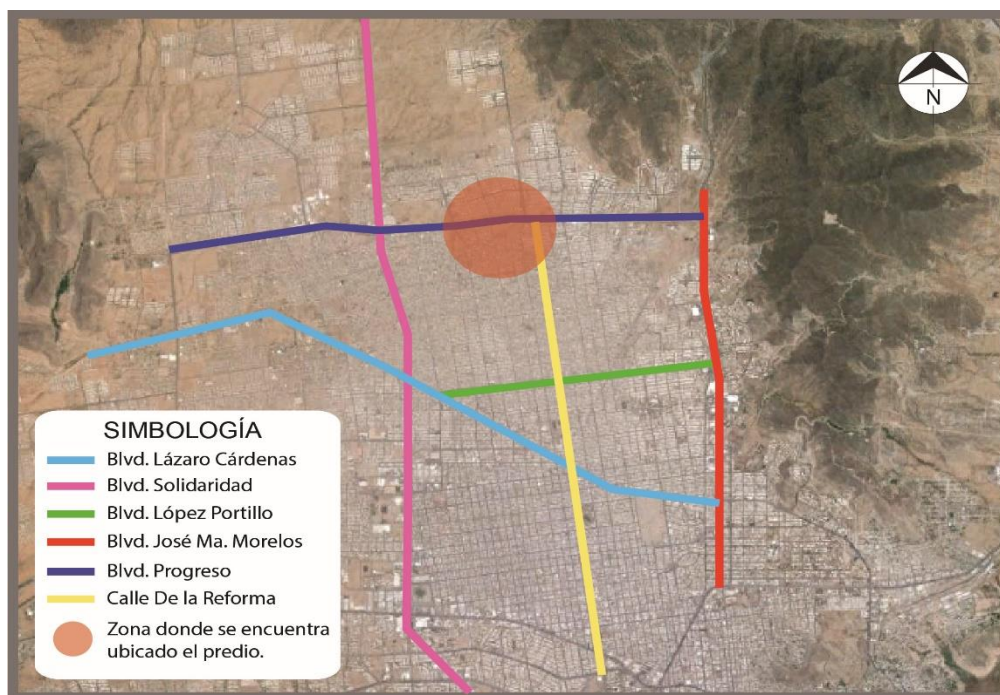 N
SIMBOLOGÍA
Blvd. Lázaro Cárdenas
Blvd. Solidaridad
Blvd. López Portillo
Blvd. José Ma. Morelos
Blvd. Progreso
Calle De la Reforma
Zona donde se encuentra
ubicado el predio.